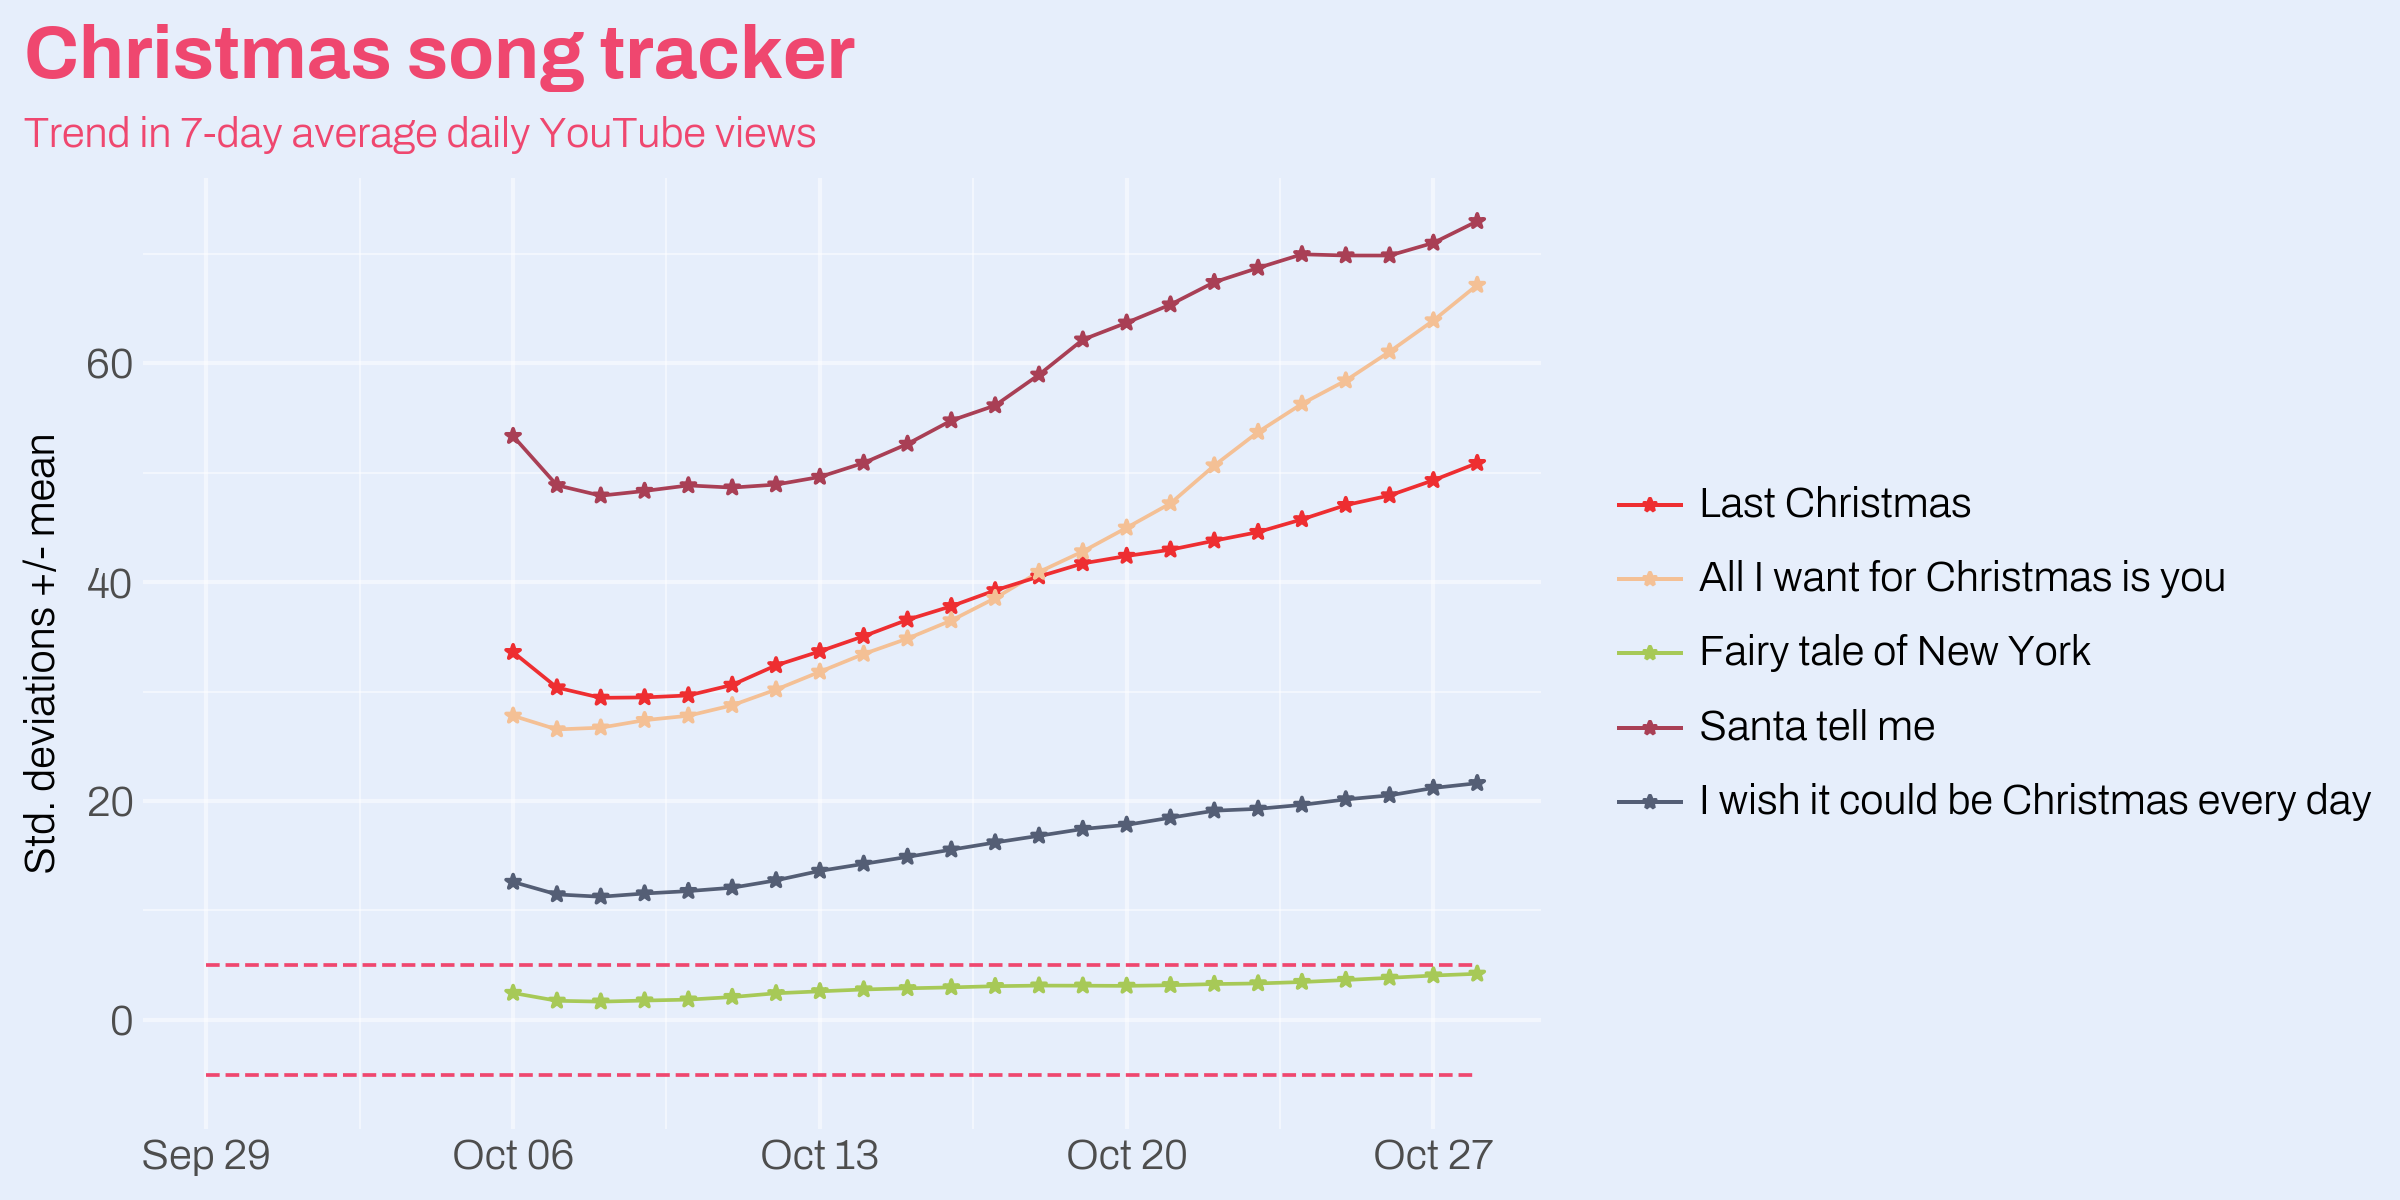 Christmas song tracker
Trend in 7-day average daily YouTube views
Std. deviations +/- mean
60
40
20
0
Sep 29
Oct 06
Oct 13
Oct 20
Oct 27
Last Christmas
All I want for Christmas is you
Fairy tale of New York
Santa tell me
I wish it could be Christmas every day